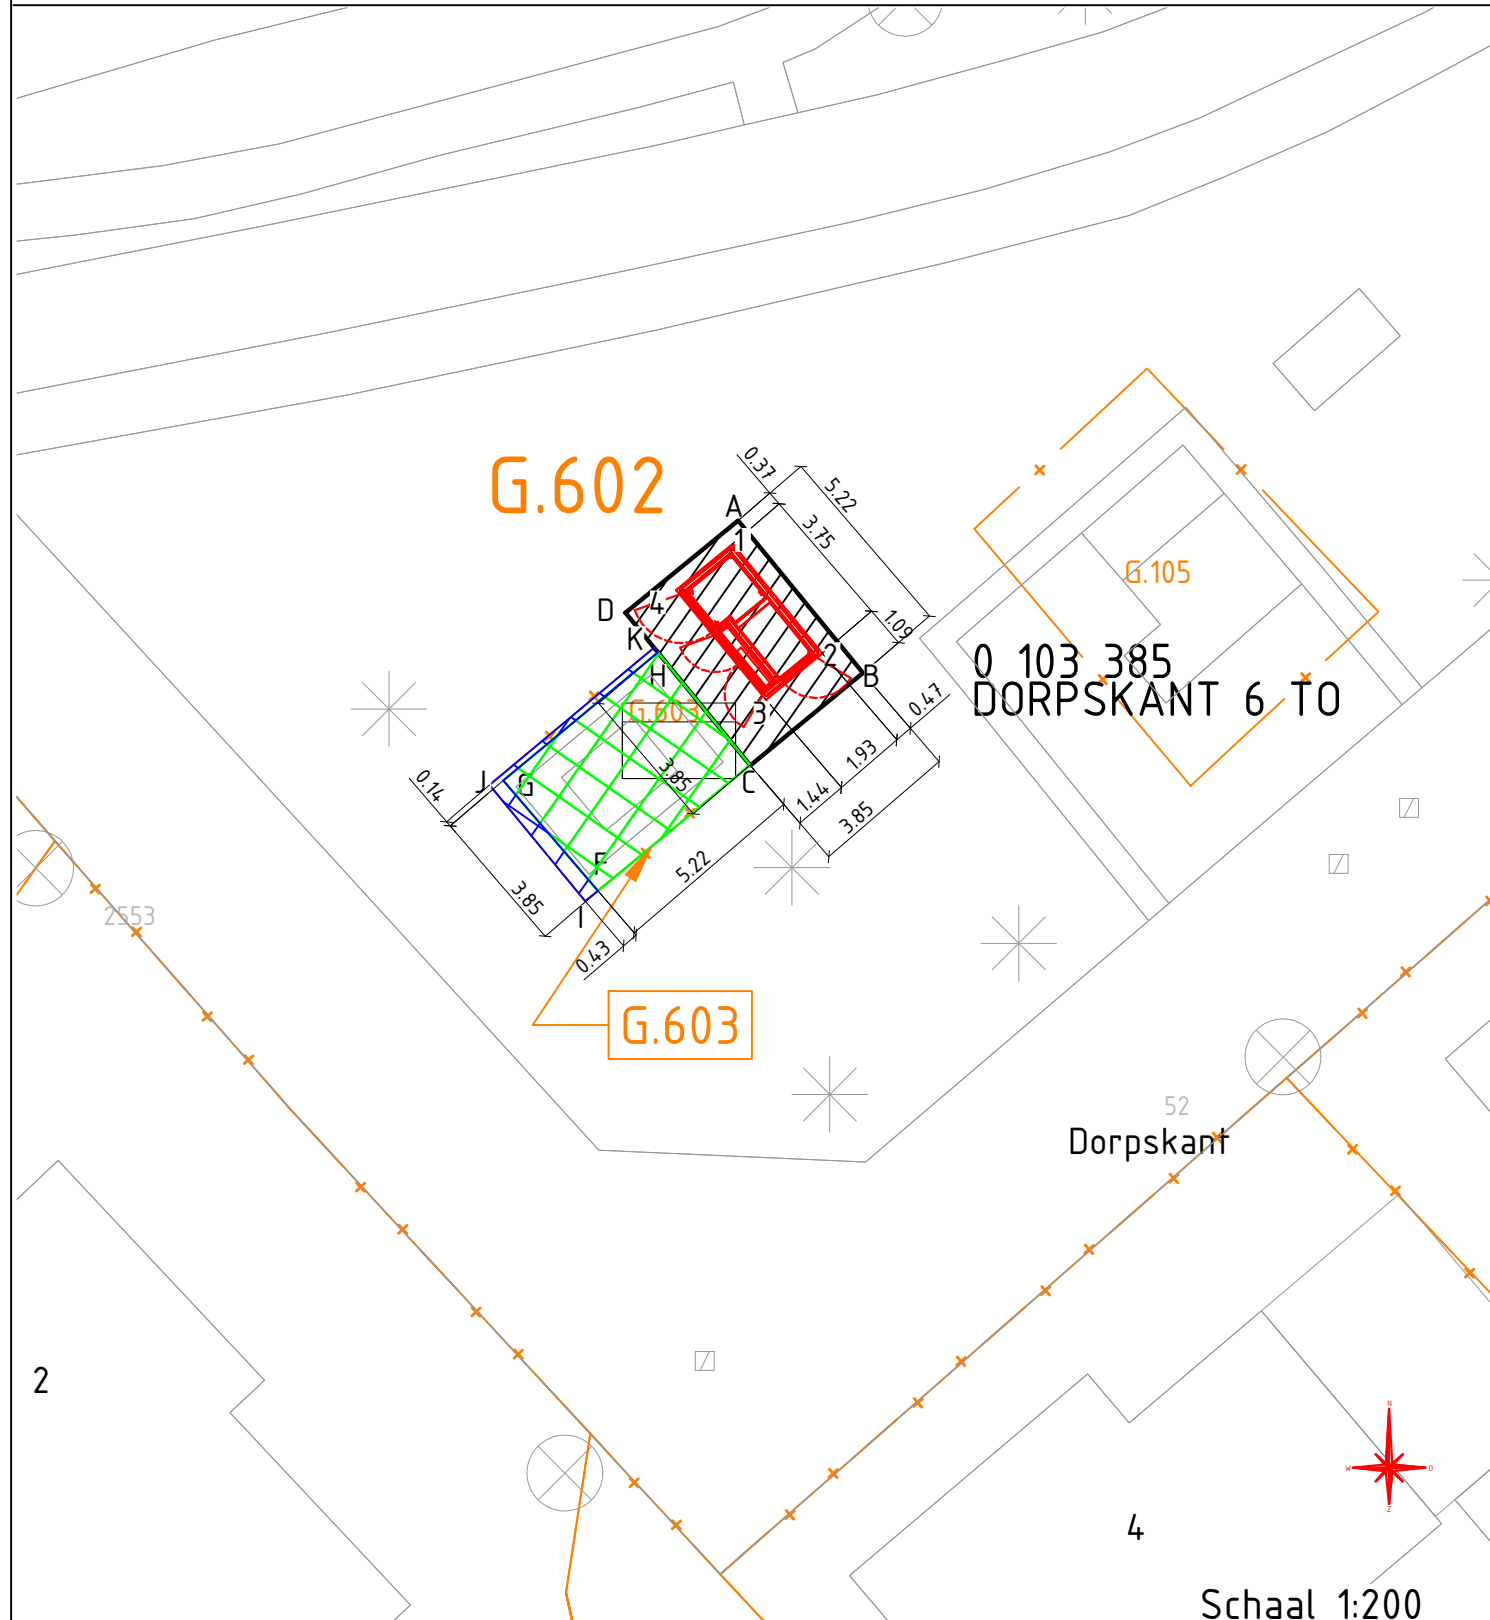 G.602
0.37
5.22
A
1
3.75
G.105
D
4
1.09
K
2
0 103 385
H
B
DORPSKANT 6 TO
G.603
3
0.47
1.93
3.85
C
J
G
0.14
1.44
3.85
F
5.22
3.85
2553
I
0.43
G.603
52
Dorpskant
2
N
W
O
Z
4
Schaal 1:200